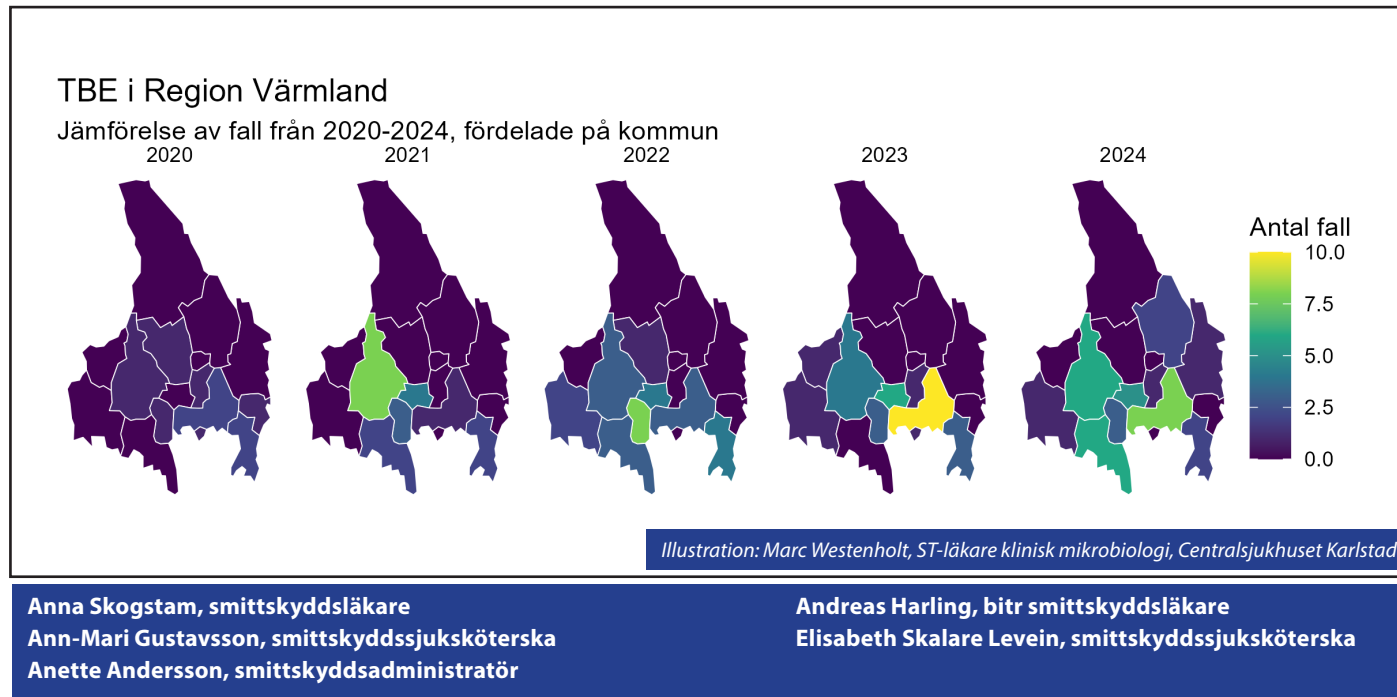 TBE i Region Värmland
Jämförelse av fall från 2020-2024, fördelade på kommun
2020
2021
2022
2023
2024
Antal fall
10.0
7.5
5.0
2.5
0.0
Illustration: Marc Westenholt, ST-läkare klinisk mikrobiologi, Centralsjukhuset Karlstad
Anna Skogstam, smittskyddsläkare
Ann-Mari Gustavsson, smittskyddssjuksköterska
Anette Andersson, smittskyddsadministratör
Andreas Harling, bitr smittskyddsläkare
Elisabeth Skalare Levein, smittskyddssjuksköterska